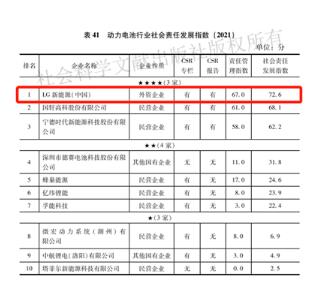 表 41 动力电池行业社会责任发展指数（2021）
单位：分
排名 企业名称 企业性质 CSR专栏 CSR报告 责任管理指数 社会责任发展指数
★★★★（3家）
1 LG新能源（中国） 外资企业 有 有 67.0 72.6
2 国轩高科股份有限公司 民营企业 有 有 61.0 68.1
3 宁德时代新能源科技股份有限公司 民营企业 有 有 58.0 62.2
★★（4家）
4 深圳市德赛电池科技股份有限公司 其他国有企业 有 无 11.0 31.8
5 蜂巢能源 民营企业 有 无 17.0 24.6
6 亿纬锂能 民营企业 有 无 8.0 23.9
7 孚能科技 民营企业 有 无 3.0 22.4
★（3家）
8 微宏动力系统（湖州）有限公司 民营企业 有 无 8.0 6.9
9 中航锂电（洛阳）有限公司 其他国有企业 有 无 3.0 4.9
10 塔菲尔新能源科技有限公司 民营企业 无 无 0.0 2.5
社会科学文献出版社版权所有